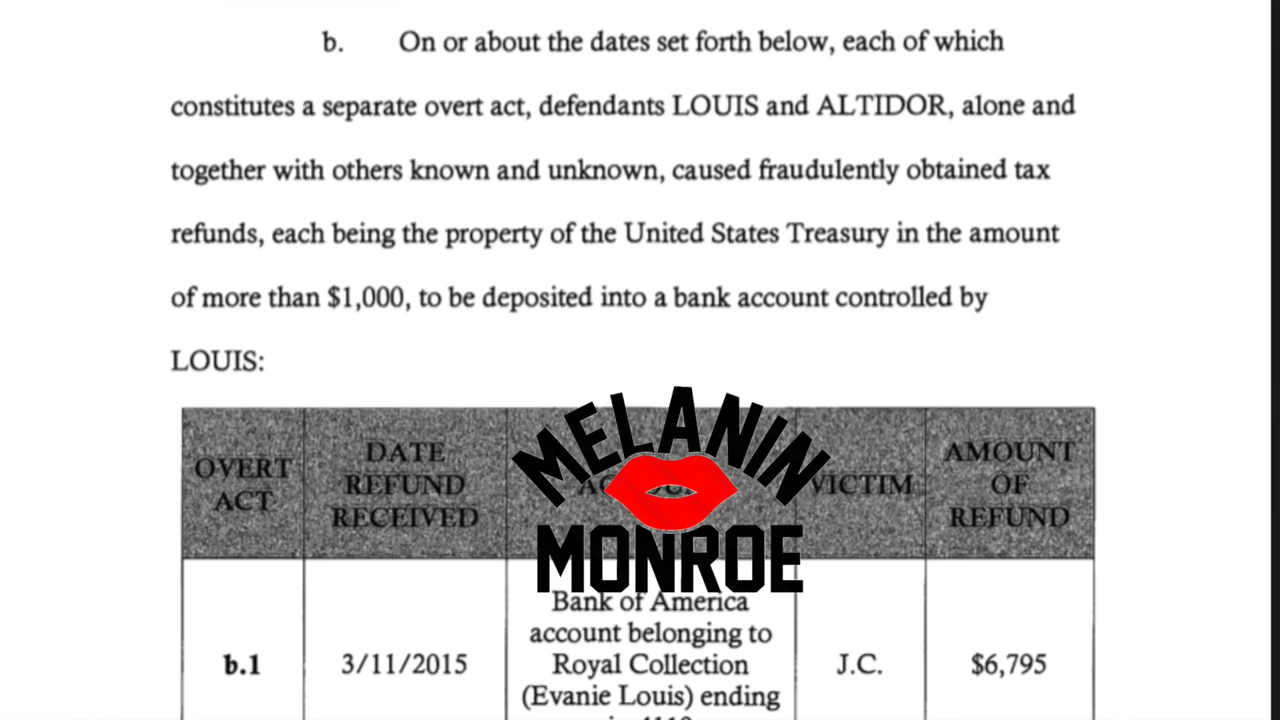 b. On or about the dates set forth below, each of which
constitutes a separate overt act, defendants LOUIS and ALTIDOR, alone and
together with others known and unknown, caused fraudulently obtained tax
refunds, each being the property of the United States Treasury in the amount
of more than $1,000, to be deposited into a bank account controlled by
LOUIS:
OVERT
ACT
DATE
REFUND
RECEIVED
MELANIN
MONROE
VICTIM
AMOUNT
OF
REFUND
b.1
3/11/2015
Bank of America
account belonging to
Royal Collection
(Evanie Louis) ending
J.C.
$6,795